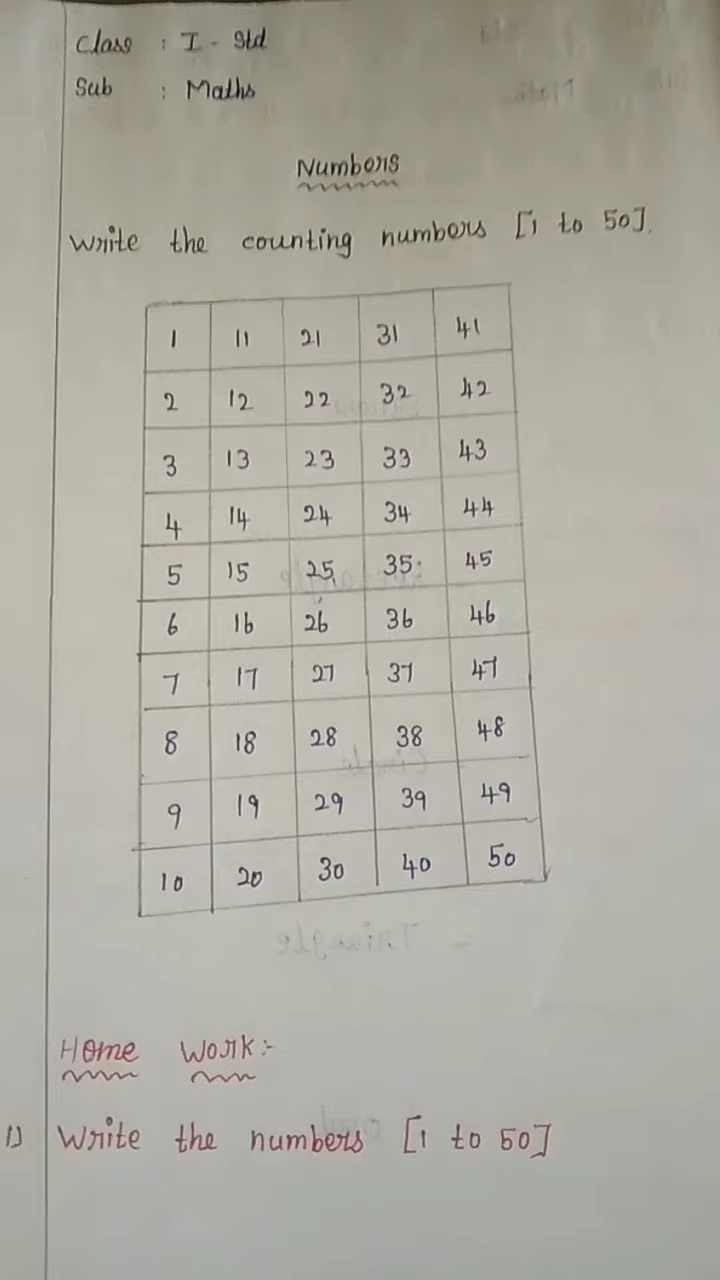 Class : I - Std
Sub : Maths
Numbers
Write the counting numbers [1 to 50].
1 11 21 31 41
2 12 22 32 42
3 13 23 33 43
4 14 24 34 44
5 15 25 35 45
6 16 26 36 46
7 17 27 37 47
8 18 28 38 48
9 19 29 39 49
10 20 30 40 50
Home Work:-
1) Write the numbers [1 to 50]